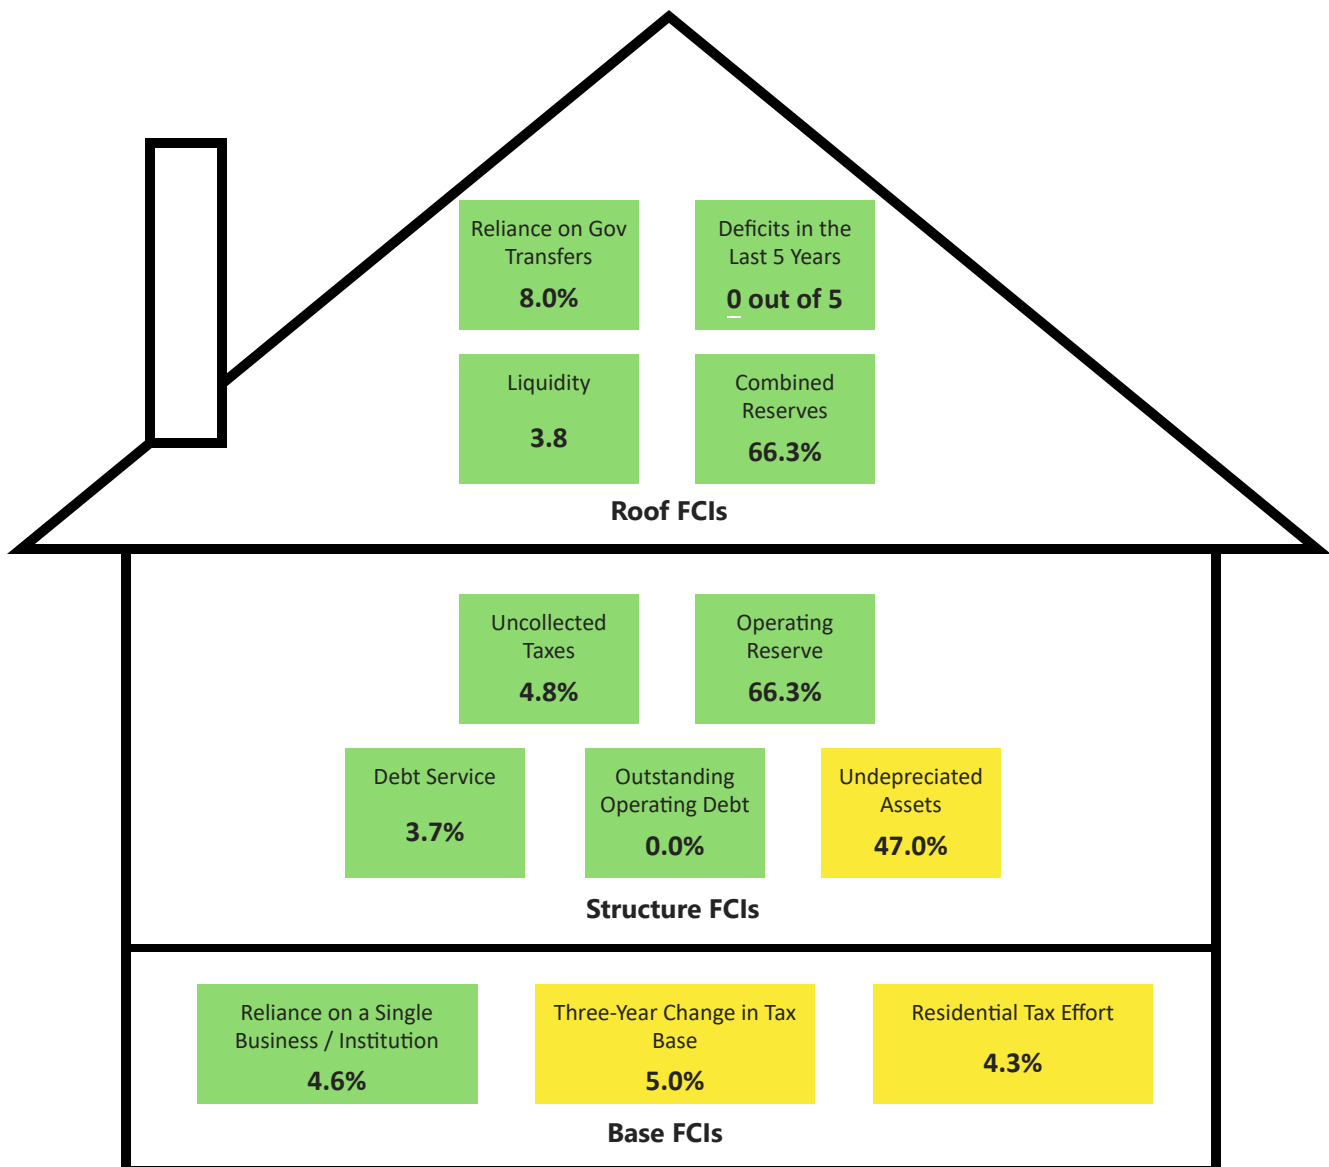 Reliance on Gov
Transfers
8.0%
Deficits in the
Last 5 Years
0 out of 5
Liquidity
3.8
Combined
Reserves
66.3%
Roof FCIs
Uncollected
Taxes
4.8%
Operating
Reserve
66.3%
Debt Service
3.7%
Outstanding
Operating Debt
0.0%
Undepreciated
Assets
47.0%
Structure FCIs
Reliance on a Single
Business / Institution
4.6%
Three-Year Change in Tax
Base
5.0%
Residential Tax Effort
4.3%
Base FCIs